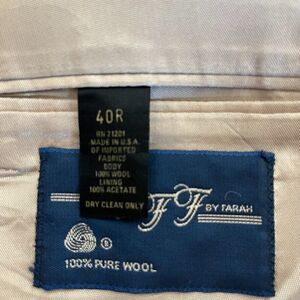 40R
RN 21201
MADE IN U.S.A.
OF IMPORTED
FABRICS
BODY
100% WOOL
LINING
100% ACETATE
DRY CLEAN ONLY
FF BY FARAH
®
100% PURE WOOL